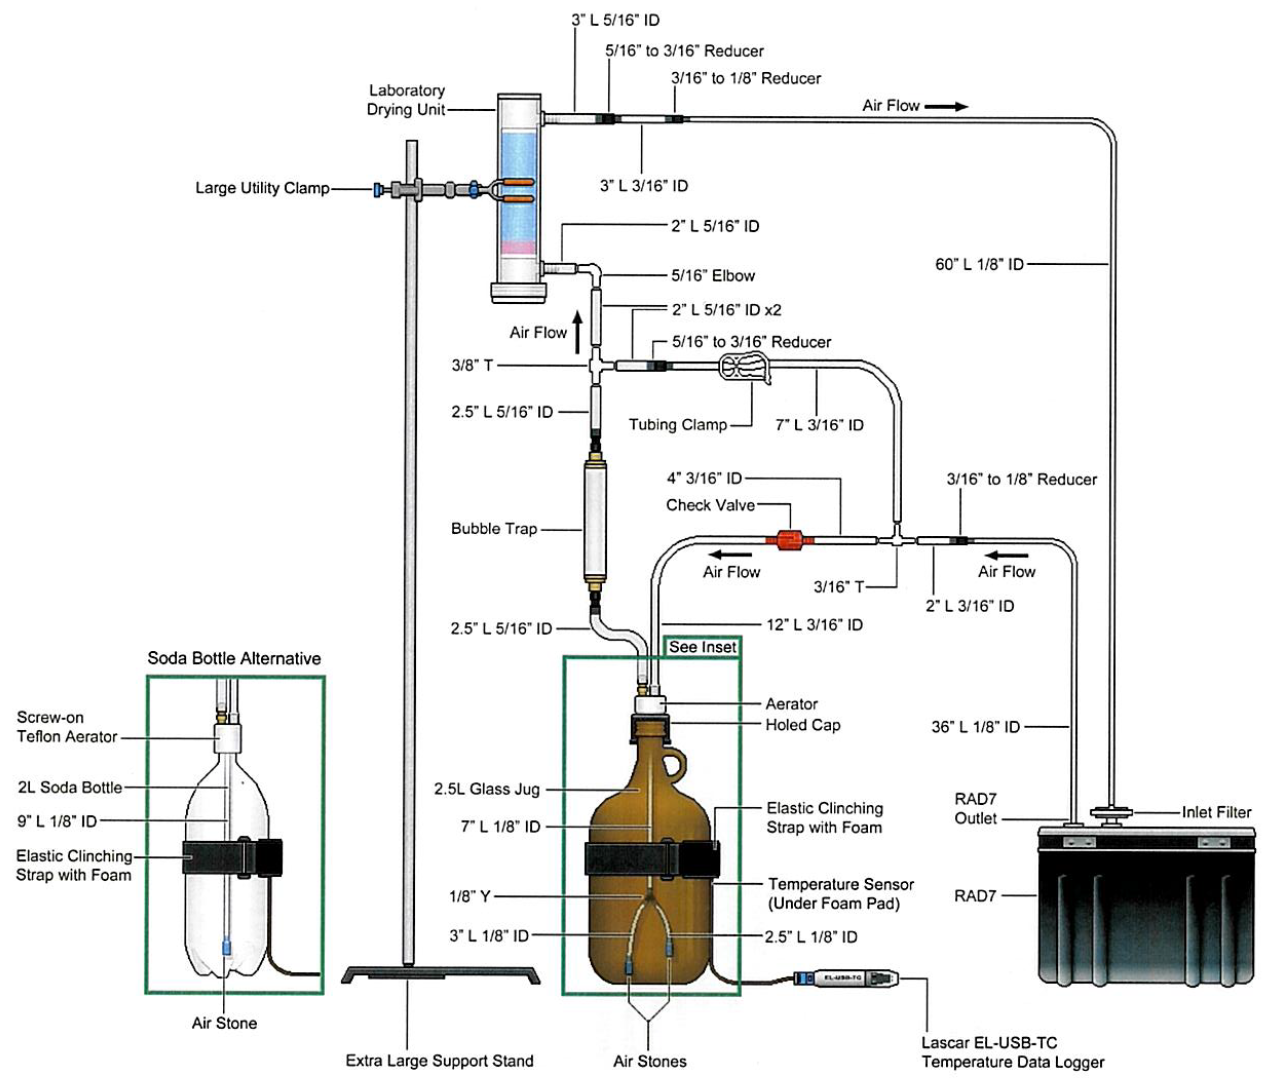 3” L 5/16” ID
5/16” to 3/16” Reducer
3/16” to 1/8” Reducer
Laboratory
Drying Unit
Air Flow
Large Utility Clamp
3” L 3/16” ID
2” L 5/16” ID
5/16” Elbow
60” L 1/8” ID
2” L 5/16” ID x2
Air Flow
5/16” to 3/16” Reducer
3/8” T
2.5” L 5/16” ID
Tubing Clamp
7” L 3/16” ID
4” 3/16” ID
3/16” to 1/8” Reducer
Check Valve
Bubble Trap
Air Flow
Air Flow
3/16” T
2” L 3/16” ID
2.5” L 5/16” ID
12” L 3/16” ID
See Inset
Soda Bottle Alternative
Aerator
Holed Cap
Screw-on
Teflon Aerator
36” L 1/8” ID
2L Soda Bottle
2.5L Glass Jug
9” L 1/8” ID
7” L 1/8” ID
Elastic Clinching
Strap with Foam
RAD7
Outlet
Inlet Filter
Elastic Clinching
Strap with Foam
Temperature Sensor
(Under Foam Pad)
1/8” Y
RAD7
3” L 1/8” ID
2.5” L 1/8” ID
EL-USB-TC
Air Stone
Extra Large Support Stand
Air Stones
Lascar EL-USB-TC
Temperature Data Logger